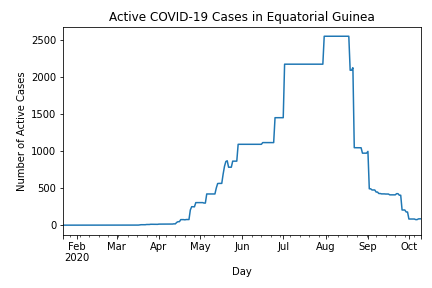 Active COVID-19 Cases in Equatorial Guinea
2500
2000
1500
1000
500
0
Number of Active Cases
Feb Mar Apr May Jun Jul Aug Sep Oct
2020
Day